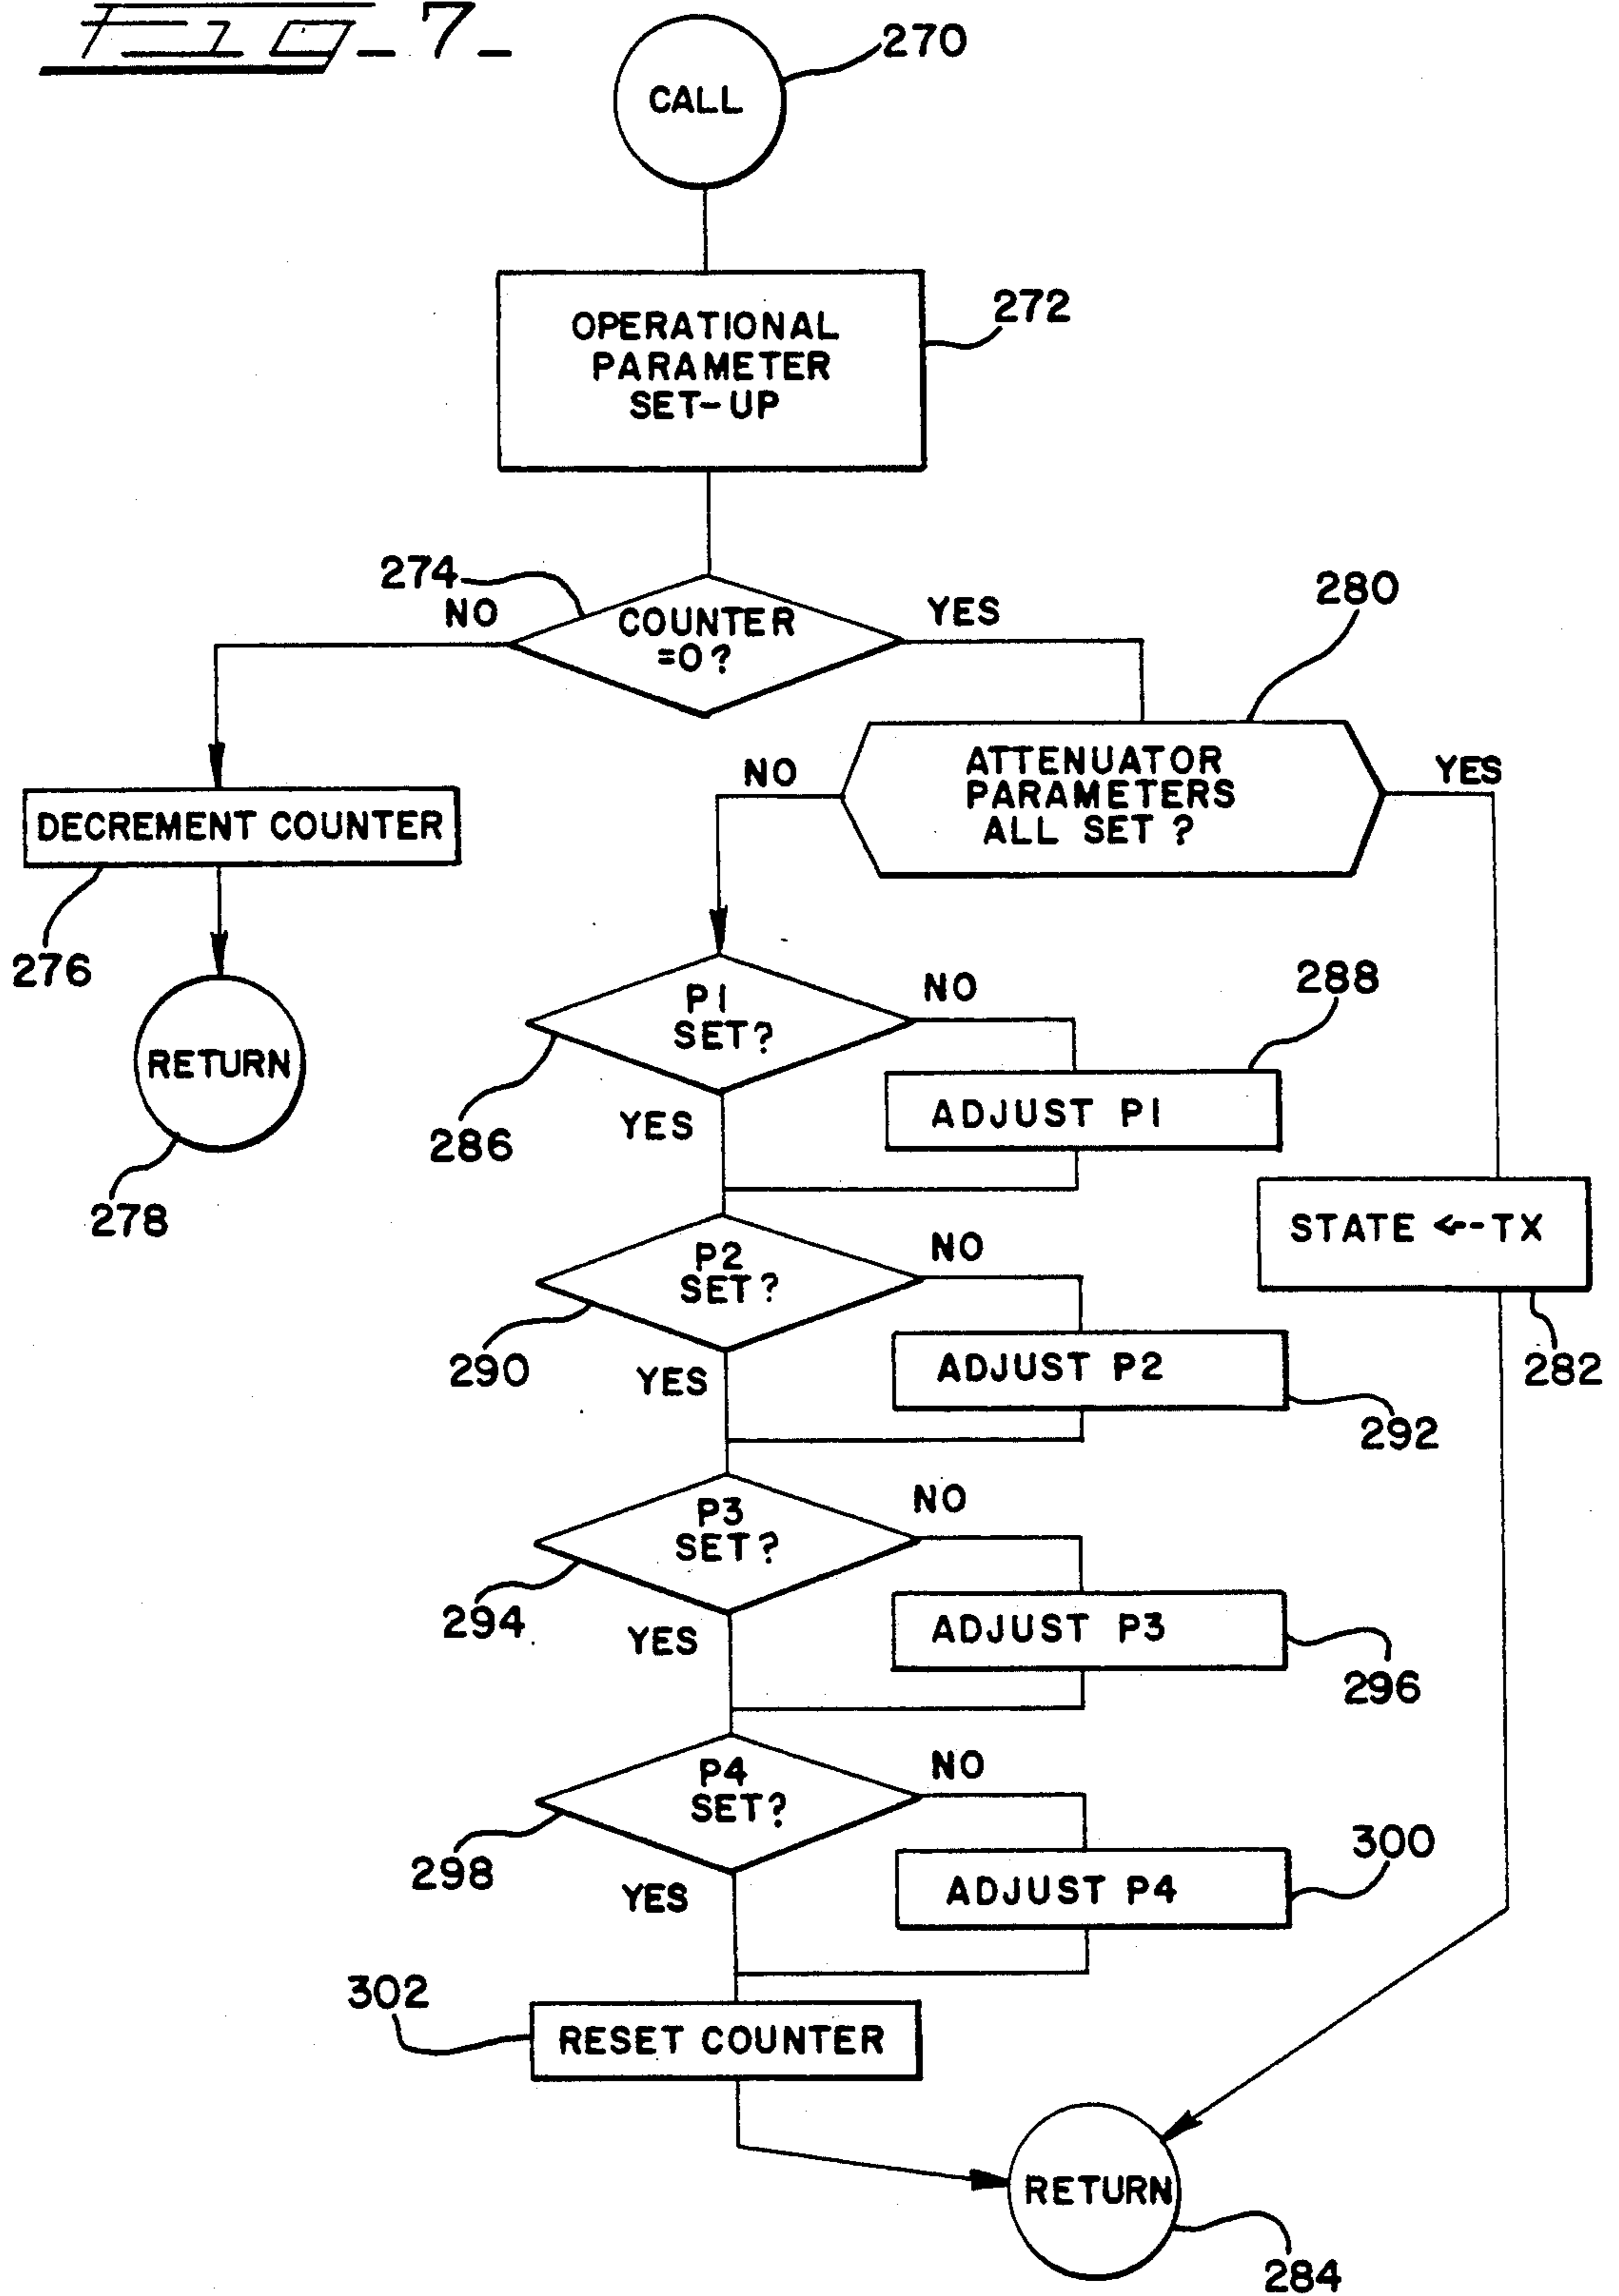 FIG_7_
CALL
270
OPERATIONAL
PARAMETER
SET-UP
272
274
NO
COUNTER
=0?
YES
280
DECREMENT COUNTER
276
RETURN
278
NO
ATTENUATOR
PARAMETERS
ALL SET ?
YES
P1
SET?
NO
288
286
YES
ADJUST P1
STATE <--TX
282
P2
SET?
NO
290
YES
ADJUST P2
292
P3
SET?
NO
294
YES
ADJUST P3
296
P4
SET?
NO
298
YES
ADJUST P4
300
302
RESET COUNTER
RETURN
284